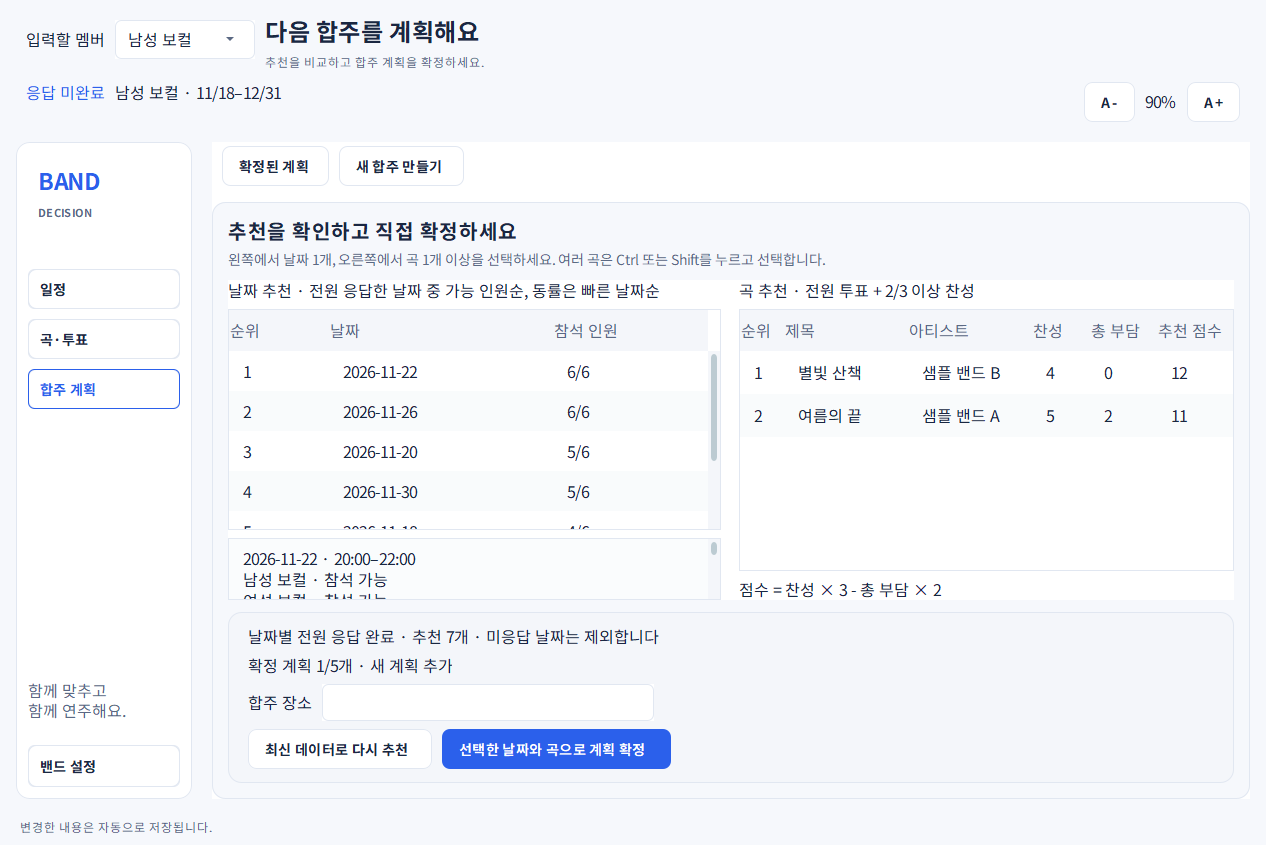 입력할 멤버 남성 보컬
다음 합주를 계획해요
추천을 비교하고 합주 계획을 확정하세요.
응답 미완료 남성 보컬 · 11/18–12/31
A- 90% A+
BAND
DECISION
일정
곡·투표
합주 계획
함께 맞추고
함께 연주해요.
밴드 설정
확정된 계획 새 합주 만들기
추천을 확인하고 직접 확정하세요
왼쪽에서 날짜 1개, 오른쪽에서 곡 1개 이상을 선택하세요. 여러 곡은 Ctrl 또는 Shift를 누르고 선택합니다.
날짜 추천 · 전원 응답한 날짜 중 가능 인원순, 동률은 빠른 날짜순
순위 날짜 참석 인원
1 2026-11-22 6/6
2 2026-11-26 6/6
3 2026-11-20 5/6
4 2026-11-30 5/6
2026-11-22 · 20:00–22:00
남성 보컬 · 참석 가능
곡 추천 · 전원 투표 + 2/3 이상 찬성
순위 제목 아티스트 찬성 총 부담 추천 점수
1 별빛 산책 샘플 밴드 B 4 0 12
2 여름의 끝 샘플 밴드 A 5 2 11
점수 = 찬성 × 3 - 총 부담 × 2
날짜별 전원 응답 완료 · 추천 7개 · 미응답 날짜는 제외합니다
확정 계획 1/5개 · 새 계획 추가
합주 장소
최신 데이터로 다시 추천 선택한 날짜와 곡으로 계획 확정
변경한 내용은 자동으로 저장됩니다.